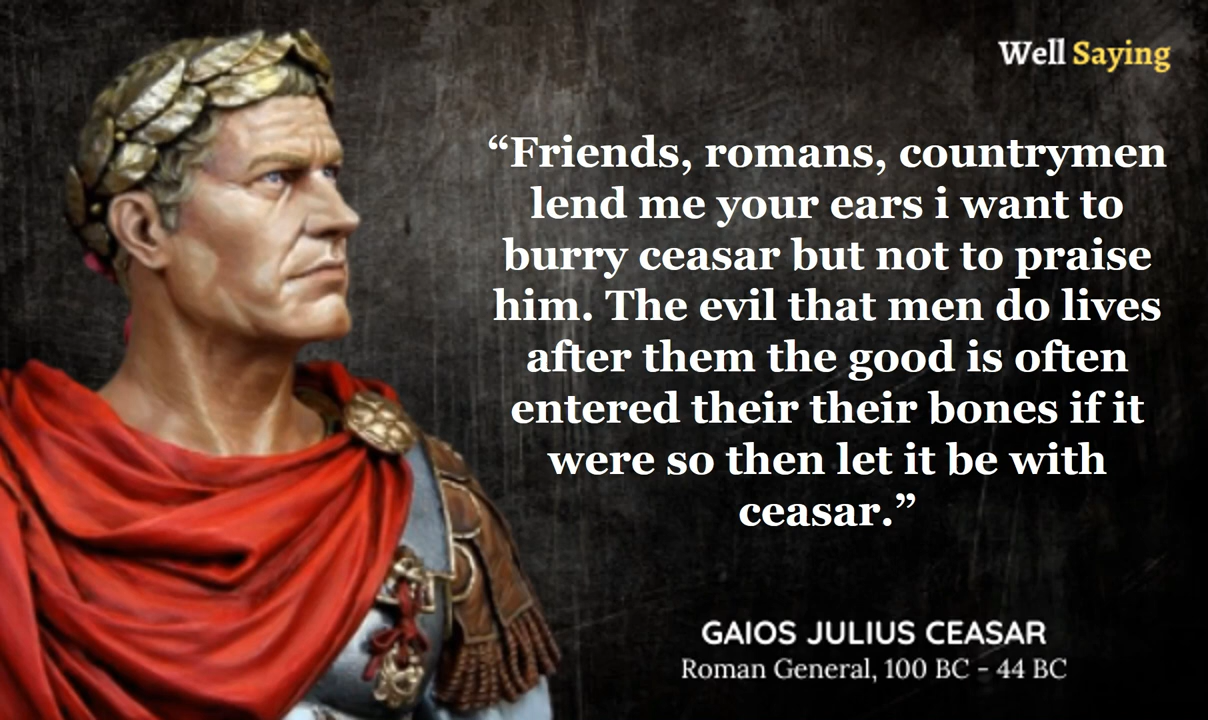 Well Saying
“Friends, romans, countrymen
lend me your ears i want to
burry ceasar but not to praise
him. The evil that men do lives
after them the good is often
entered their their bones if it
were so then let it be with
ceasar.”
GAIOS JULIUS CEASAR
Roman General, 100 BC - 44 BC